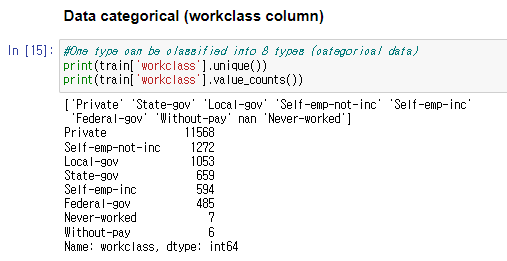 Data categorical (workclass column)
In [15]: #One type can be classified into 8 types (categorical data)
print(train['workclass'].unique())
print(train['workclass'].value_counts())
['Private' 'State-gov' 'Local-gov' 'Self-emp-not-inc' 'Self-emp-inc'
'Federal-gov' 'Without-pay' nan 'Never-worked']
Private 11568
Self-emp-not-inc 1272
Local-gov 1053
State-gov 659
Self-emp-inc 594
Federal-gov 485
Never-worked 7
Without-pay 6
Name: workclass, dtype: int64